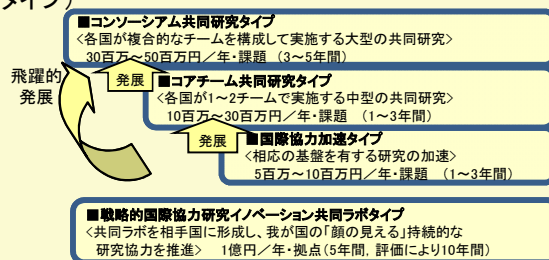 タイプ)
■コンソーシアム共同研究タイプ
<各国が複合的なチームを構成して実施する大型の共同研究>
30百万～50百万円／年・課題 (3～5年間)
飛躍的
発展
発展
■コアチーム共同研究タイプ
<各国が1～2チームで実施する中型の共同研究>
10百万～30百万円／年・課題 (1～3年間)
発展
■国際協力加速タイプ
<相応の基盤を有する研究の加速>
5百万～10百万円／年・課題 (1～3年間)
■戦略的国際協力研究イノベーション共同ラボタイプ
<共同ラボを相手国に形成し、我が国の「顔の見える」持続的な
研究協力を推進> 1億円／年・拠点(5年間, 評価により10年間)